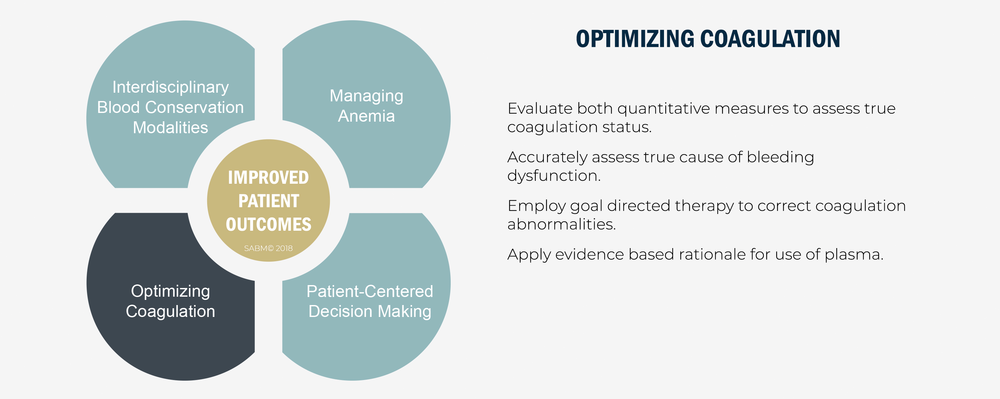 Interdisciplinary
Blood Conservation
Modalities
Managing
Anemia
IMPROVED
PATIENT
OUTCOMES
SABM© 2018
Optimizing
Coagulation
Patient-Centered
Decision Making
OPTIMIZING COAGULATION
Evaluate both quantitative measures to assess true
coagulation status.
Accurately assess true cause of bleeding
dysfunction.
Employ goal directed therapy to correct coagulation
abnormalities.
Apply evidence based rationale for use of plasma.